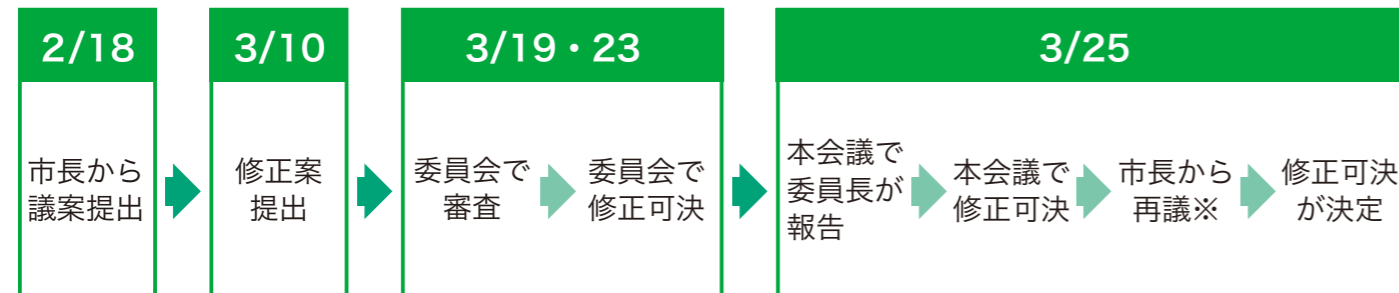 2/18
市長から
議案提出
3/10
修正案
提出
3/19・23
委員会で
審査
委員会で
修正可決
3/25
本会議で
委員長が
報告
本会議で
修正可決
市長から
再議※
修正可決
が決定